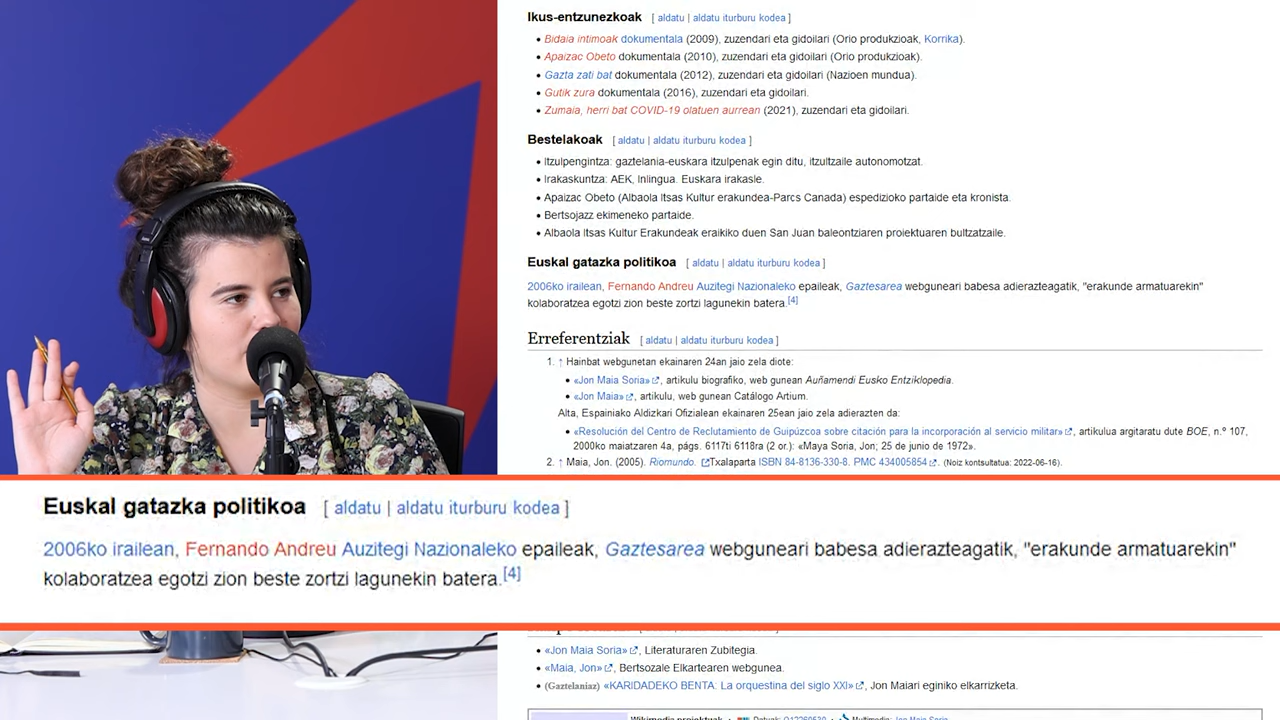 Ikus-entzunezkoak [ aldatu | aldatu iturburu kodea ]
• Bidaia intimoak dokumentala (2009), zuzendari eta gidoilari (Orio produkzioak, Korrika).
• Apaizac Obeto dokumentala (2010), zuzendari eta gidoilari (Orio produkzioak).
• Gazta zati bat dokumentala (2012), zuzendari eta gidoilari (Nazioen mundua).
• Gutik zura dokumentala (2016), zuzendari eta gidoilari.
• Zumaia, herri bat COVID-19 olatuen aurrean (2021), zuzendari eta gidoilari.
Bestelakoak [ aldatu | aldatu iturburu kodea ]
• Itzulpengintza: gaztelania-euskara itzulpenak egin ditu, itzultzaile autonomotzat.
• Irakaskuntza: AEK, Inlingua. Euskara irakasle.
• Apaizac Obeto (Albaola Itsas Kultur erakundea-Parcs Canada) espedizioko partaide eta kronista.
• Bertsojazz ekimeneko partaide.
• Albaola Itsas Kultur Erakundeak eraikiko duen San Juan baleontziaren proiektuaren bultzatzaile.
Euskal gatazka politikoa [ aldatu | aldatu iturburu kodea ]
2006ko irailean, Fernando Andreu Auzitegi Nazionaleko epaileak, Gaztesarea webguneari babesa adierazteagatik, "erakunde armatuarekin"
kolaboratzea egotzi zion beste zortzi lagunekin batera.[4]
Erreferentziak [ aldatu | aldatu iturburu kodea ]
1. ↑ Hainbat webgunetan ekainaren 24an jaio zela diote:
• «Jon Maia Soria», artikulu biografiko, web gunean Auñamendi Eusko Entziklopedia.
• «Jon Maia», artikulu, web gunean Catálogo Artium.
Alta, Espainiako Aldizkari Ofizialean ekainaren 25ean jaio zela adierazten da:
• «Resolución del Centro de Reclutamiento de Guipúzcoa sobre citación para la incorporación al servicio militar», artikulua argitaratu dute BOE, n.º 107,
2000ko maiatzaren 4a, págs. 6117ti 6118ra (2 or.): «Maya Soria, Jon; 25 de junio de 1972».
2. ↑ Maia, Jon. (2005). Riomundo. Txalaparta ISBN 84-8136-330-8. PMC 434005854. (Noiz kontsultatua: 2022-06-16).
Euskal gatazka politikoa [ aldatu | aldatu iturburu kodea ]
2006ko irailean, Fernando Andreu Auzitegi Nazionaleko epaileak, Gaztesarea webguneari babesa adierazteagatik, "erakunde armatuarekin"
kolaboratzea egotzi zion beste zortzi lagunekin batera.[4]
• «Jon Maia Soria», Literaturaren Zubitegia.
• «Maia, Jon», Bertsozale Elkartearen webgunea.
• (Gaztelaniaz) «KARIDADEKO BENTA: La orquestina del siglo XXI», Jon Maiari eginiko elkarrizketa.